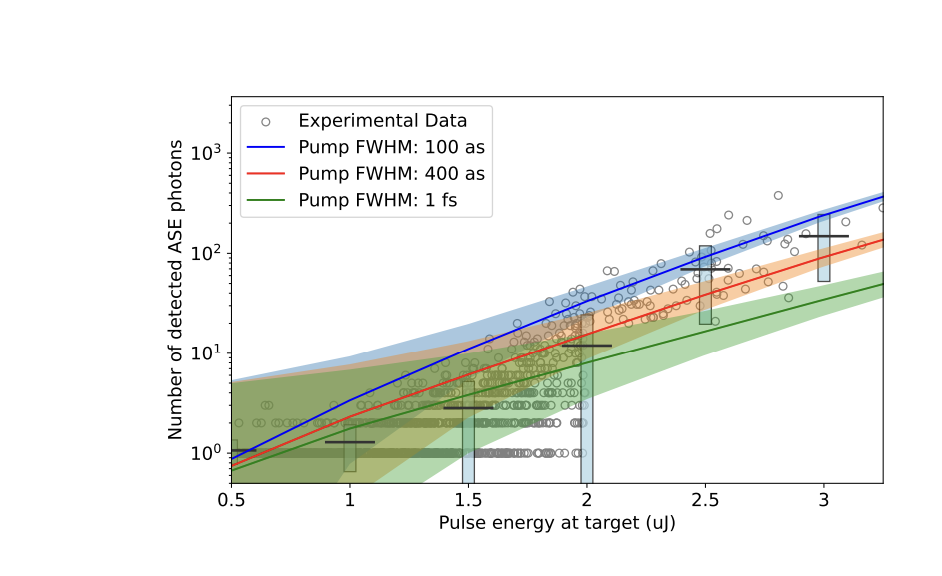 Experimental Data
Pump FWHM: 100 as
Pump FWHM: 400 as
Pump FWHM: 1 fs
Number of detected ASE photons
10³
10²
10¹
10⁰
0.5 1 1.5 2 2.5 3
Pulse energy at target (uJ)